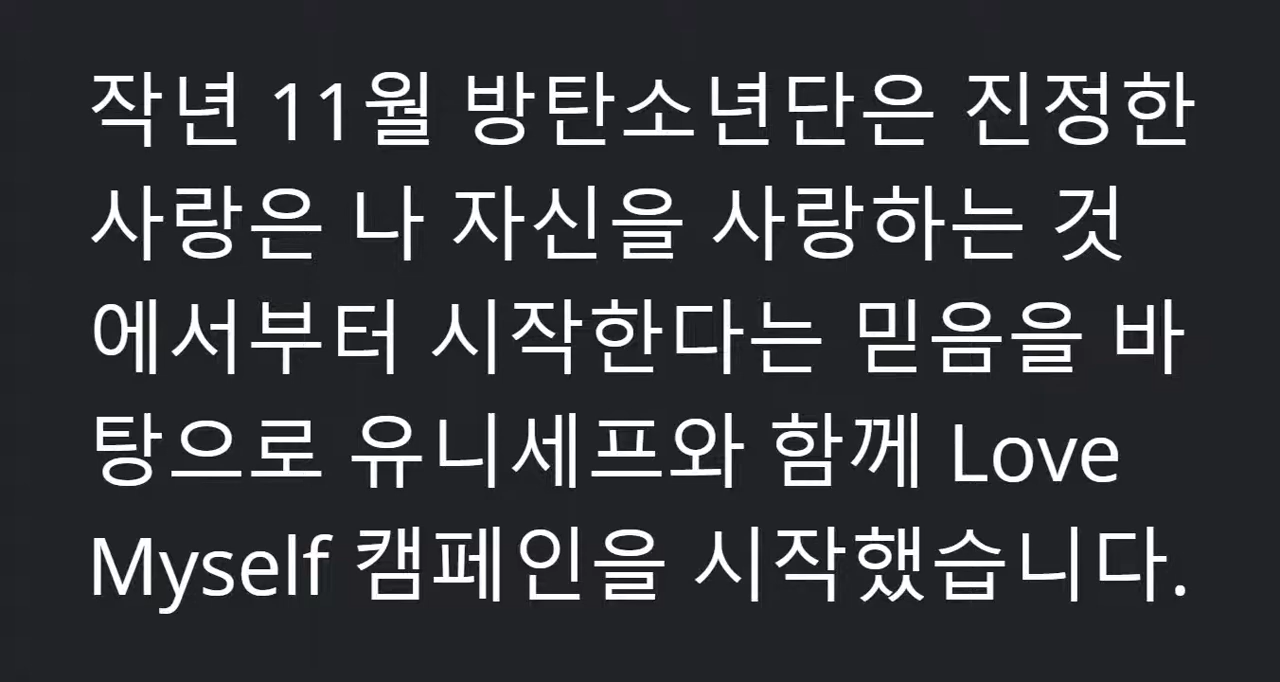 작년 11월 방탄소년단은 진정한
사랑은 나 자신을 사랑하는 것
에서부터 시작한다는 믿음을 바
탕으로 유니세프와 함께 Love
Myself 캠페인을 시작했습니다.